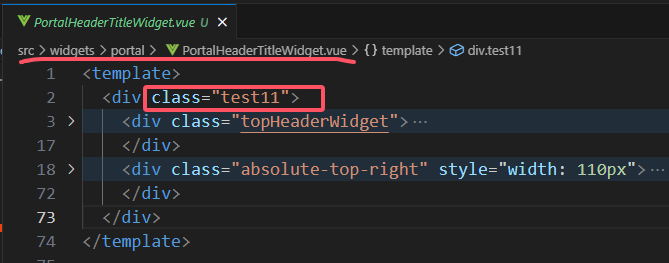 PortalHeaderTitleWidget.vue U ×
src > widgets > portal > PortalHeaderTitleWidget.vue > {} template > div.test11
1 <template>
2 <div class="test11">
3 > <div class="topHeaderWidget">···
17 </div>
18 > <div class="absolute-top-right" style="width: 110px">···
72 </div>
73 </div>
74 </template>